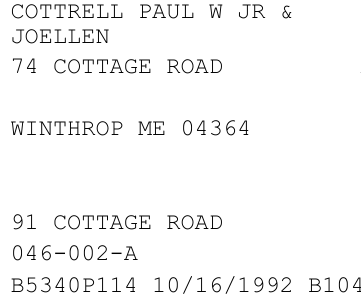 COTTRELL PAUL W JR &
JOELLEN
74 COTTAGE ROAD
WINTHROP ME 04364
91 COTTAGE ROAD
046-002-A
B5340P114 10/16/1992 B104